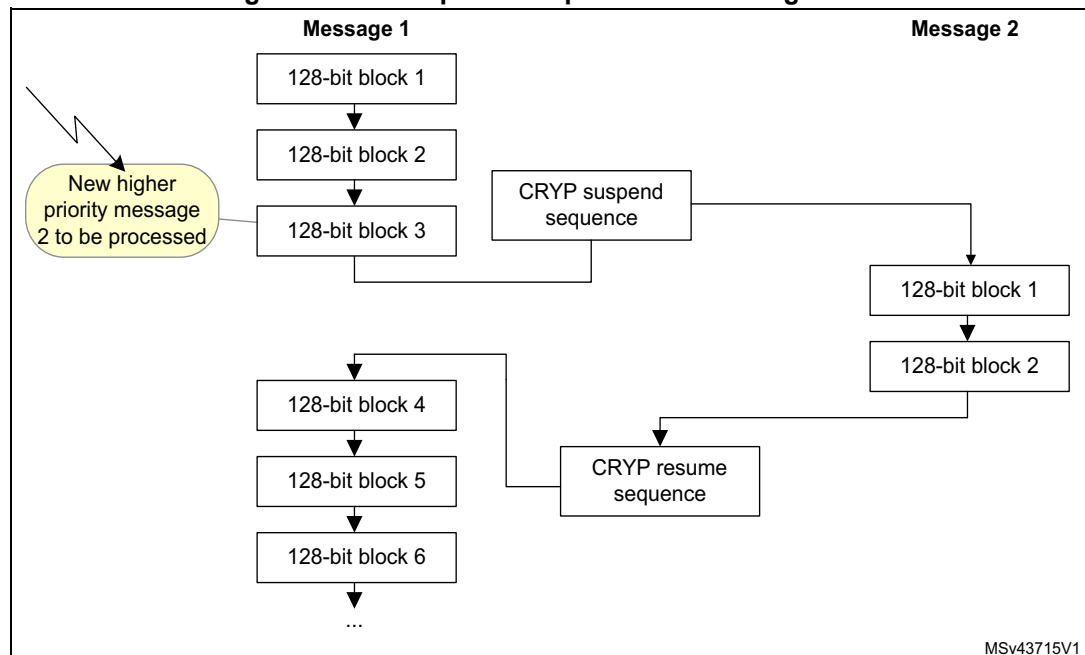 Message 1
Message 2
128-bit block 1
128-bit block 2
New higher
priority message
2 to be processed
128-bit block 3
CRYP suspend
sequence
128-bit block 1
128-bit block 2
CRYP resume
sequence
128-bit block 4
128-bit block 5
128-bit block 6
...
MSv43715V1